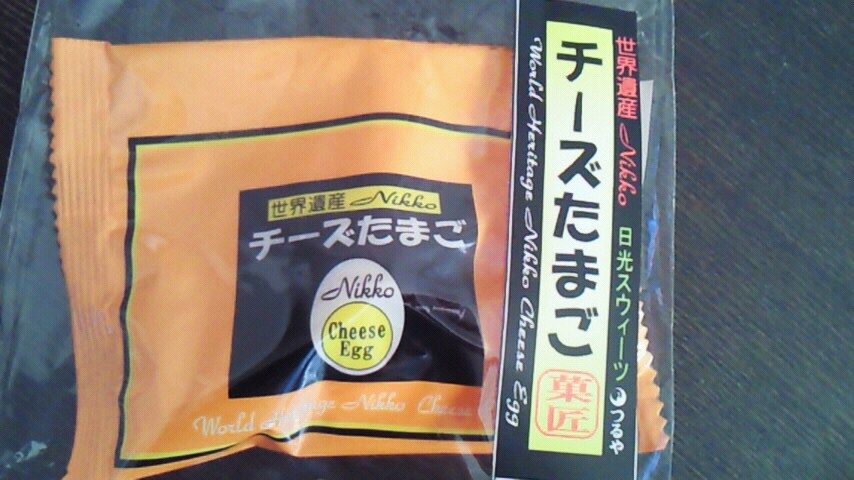 世界遺産 Nikko
チーズたまご
Nikko
Cheese
Egg
World Heritage Nikko Cheese
世界遺産 Nikko 日光スウィーツ つるや
チーズたまご 菓匠
World Heritage Nikko Cheese Egg